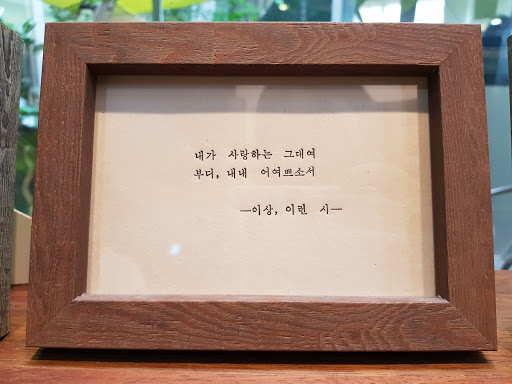 내가 사랑하는 그대여
부디, 내내 어여쁘소서
—이상, 이런 시—